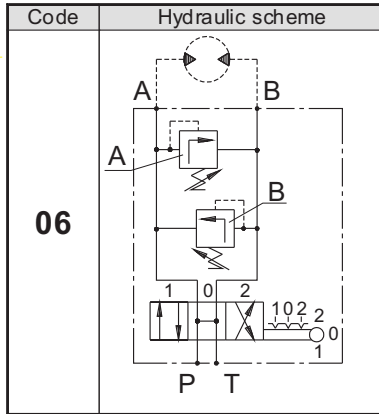 Code Hydraulic scheme
06
A B
A
B
1 0 2
1 0 2 2
0
1
P T